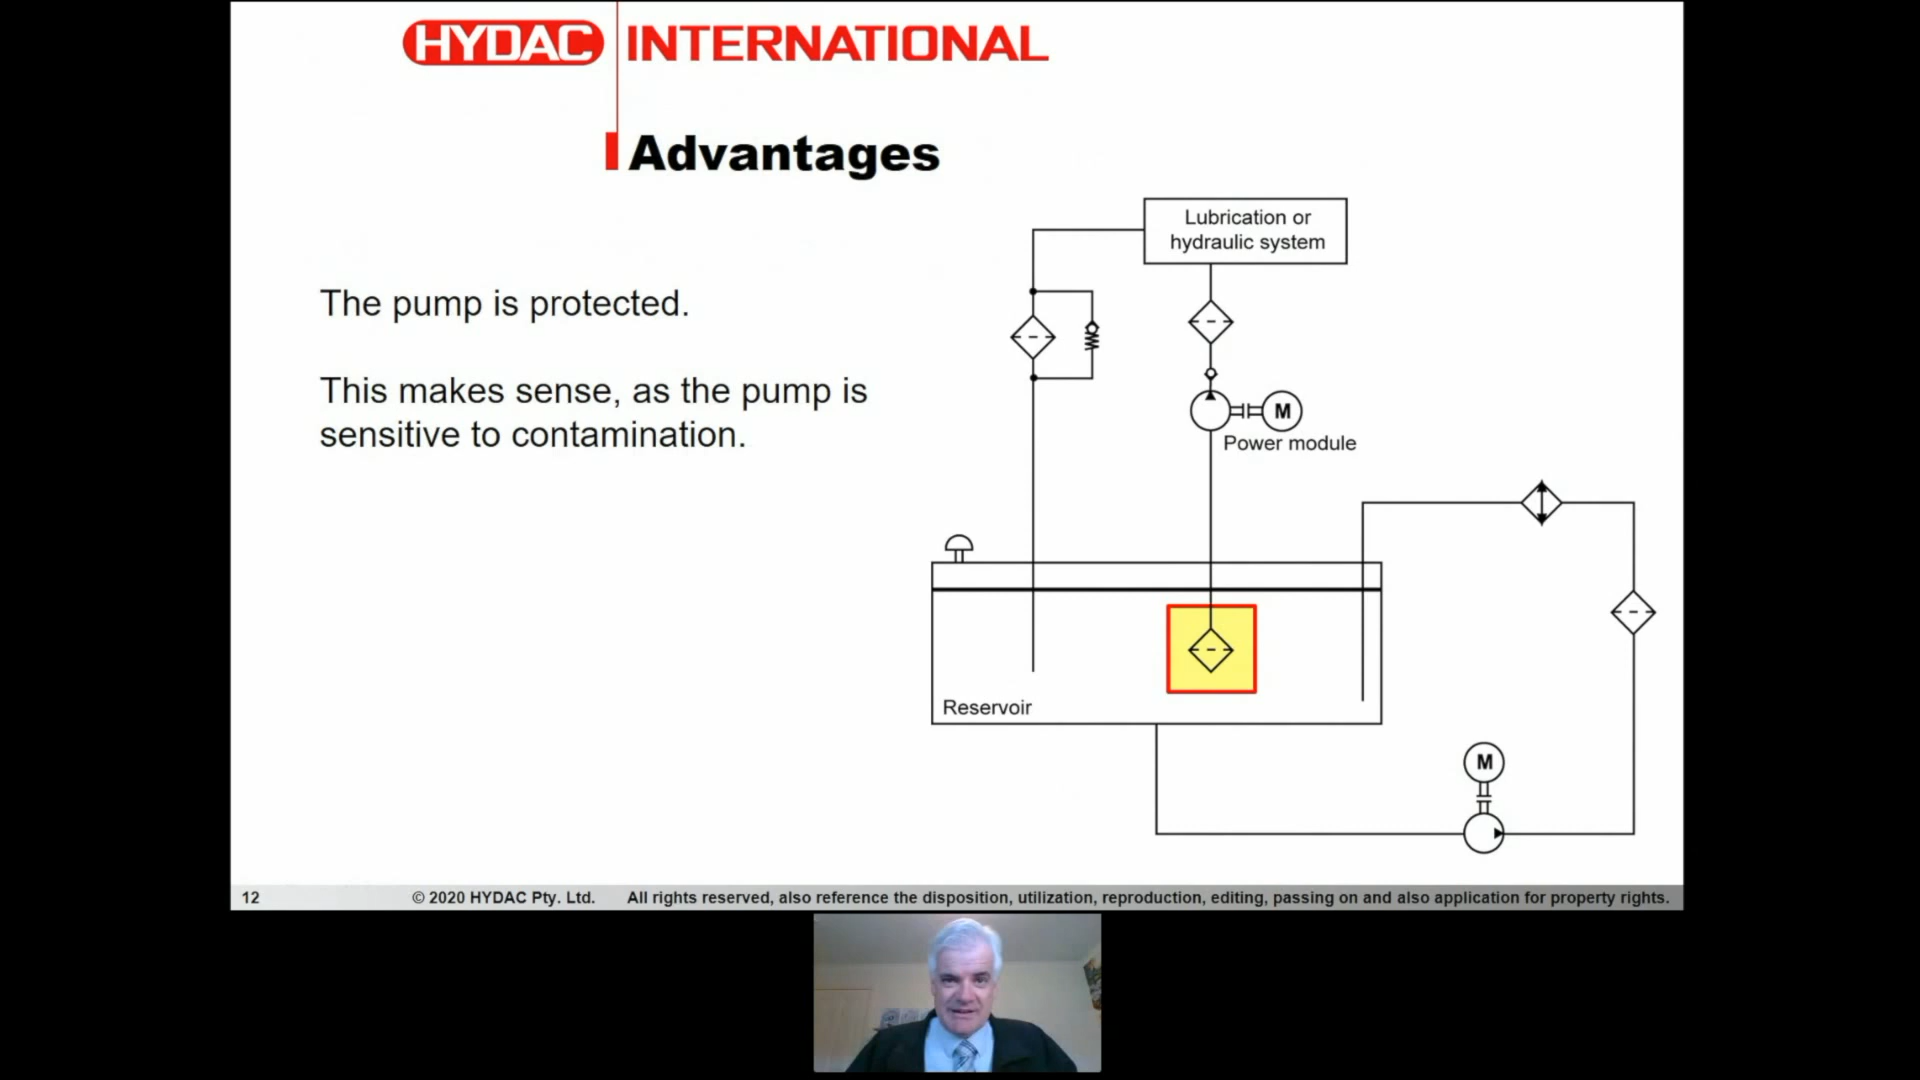 HYDAC INTERNATIONAL
Advantages
The pump is protected.
This makes sense, as the pump is
sensitive to contamination.
Lubrication or
hydraulic system
M
Power module
Reservoir
M
12 © 2020 HYDAC Pty. Ltd. All rights reserved, also reference the disposition, utilization, reproduction, editing, passing on and also application for property rights.